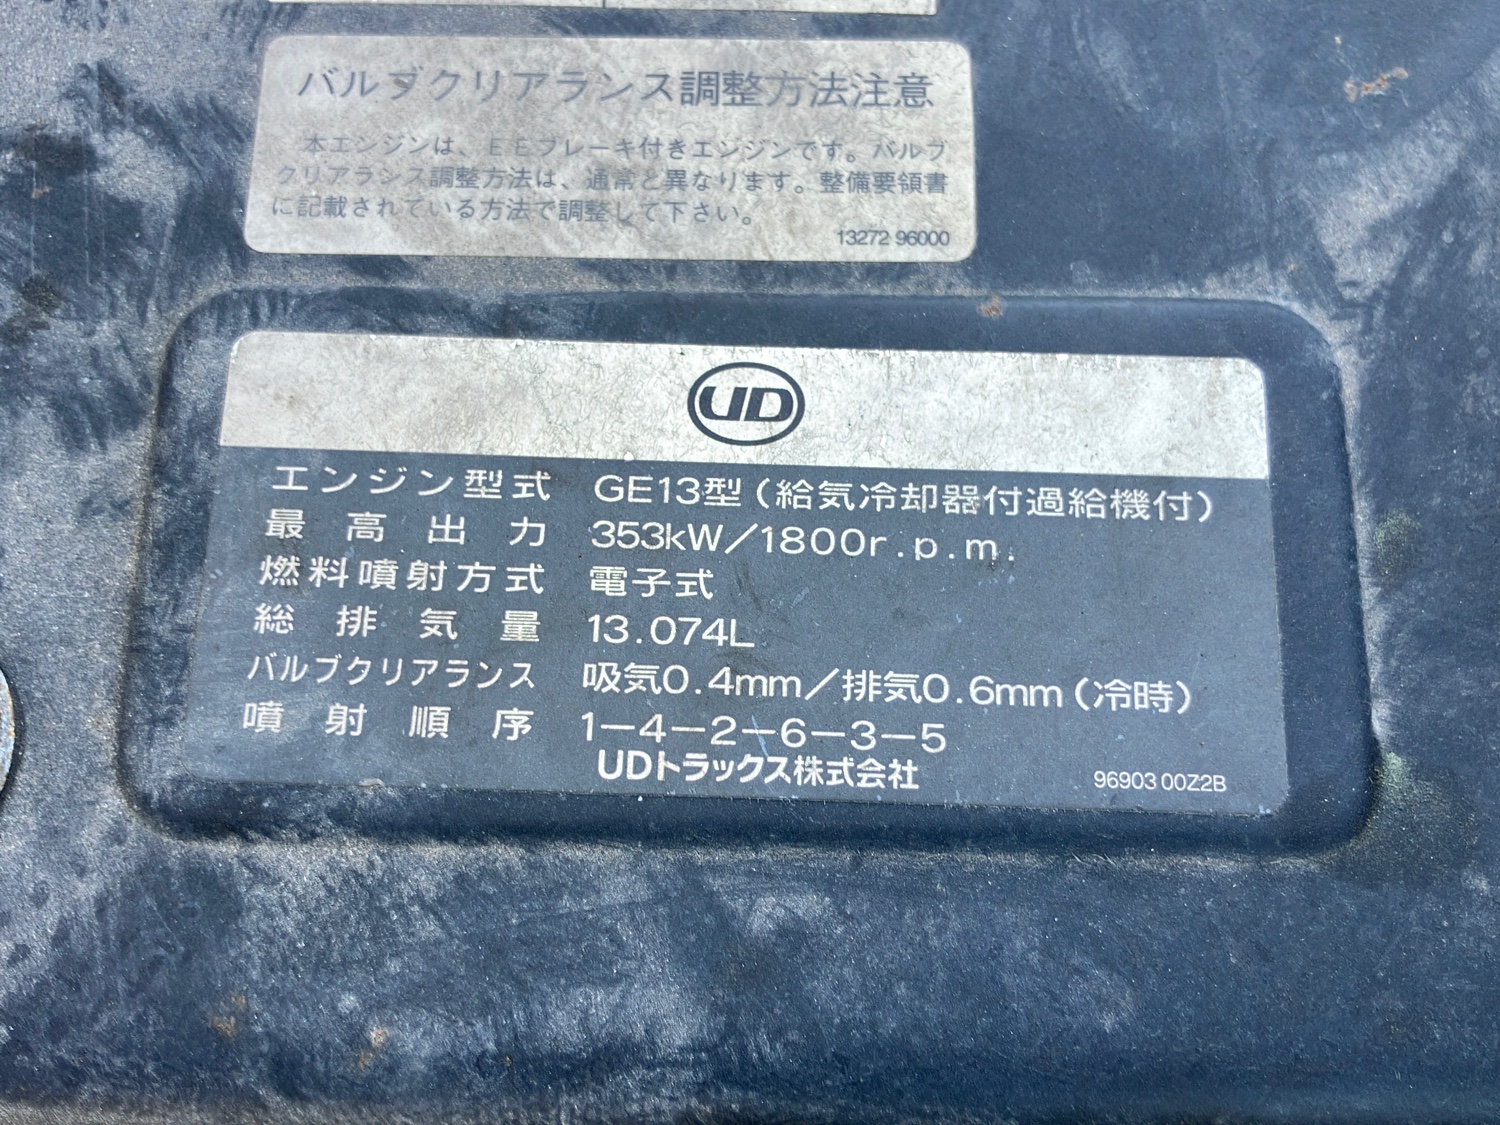 バルブクリアランス調整方法注意
本エンジンは、EEブレーキ付きエンジンです。バルブ
クリアランス調整方法は、通常と異なります。整備要領書
に記載されている方法で調整して下さい。
13272 96000
UD
エンジン型式 GE13型(給気冷却器付過給機付)
最高出力 353kW/1800r.p.m.
燃料噴射方式 電子式
総排気量 13.074L
バルブクリアランス 吸気0.4mm/排気0.6mm(冷時)
噴射順序 1-4-2-6-3-5
UDトラックス株式会社
96903 00Z2B